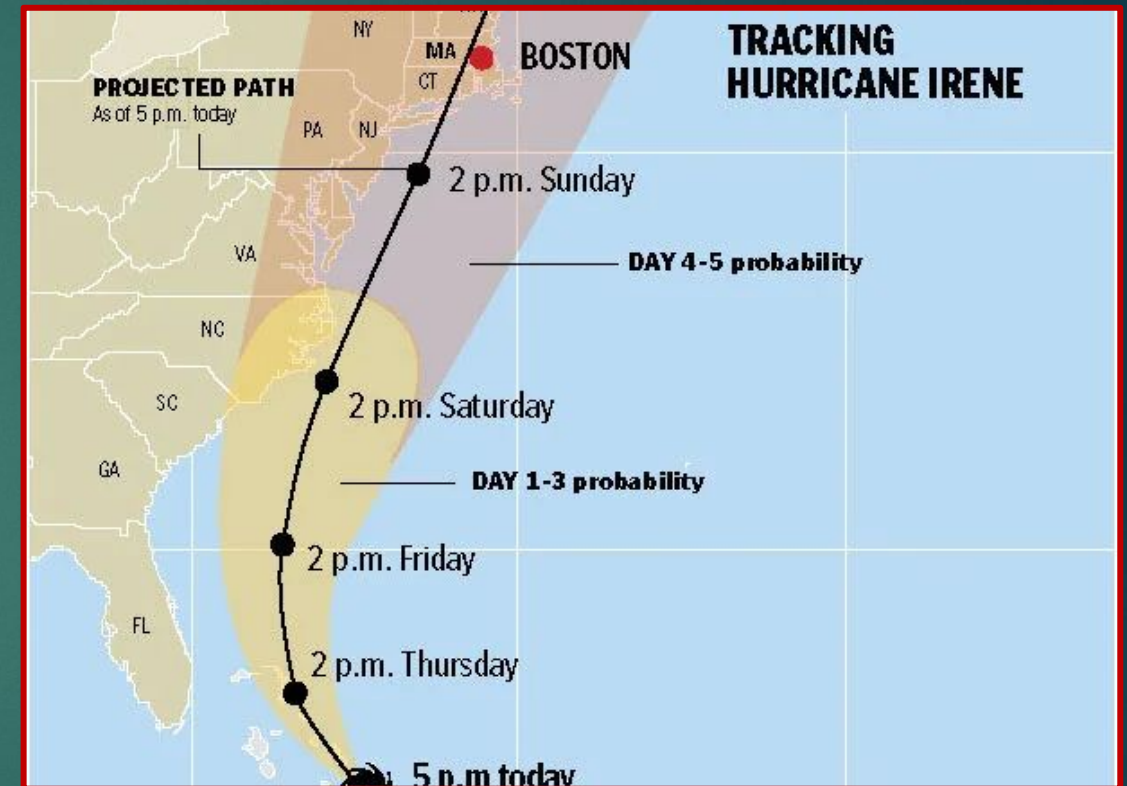 TRACKING
HURRICANE IRENE
NY
MA
BOSTON
CT
PROJECTED PATH
As of 5 p.m. today
PA
NJ
2 p.m. Sunday
VA
DAY 4-5 probability
NC
2 p.m. Saturday
SC
GA
DAY 1-3 probability
2 p.m. Friday
FL
2 p.m. Thursday
5 p.m today